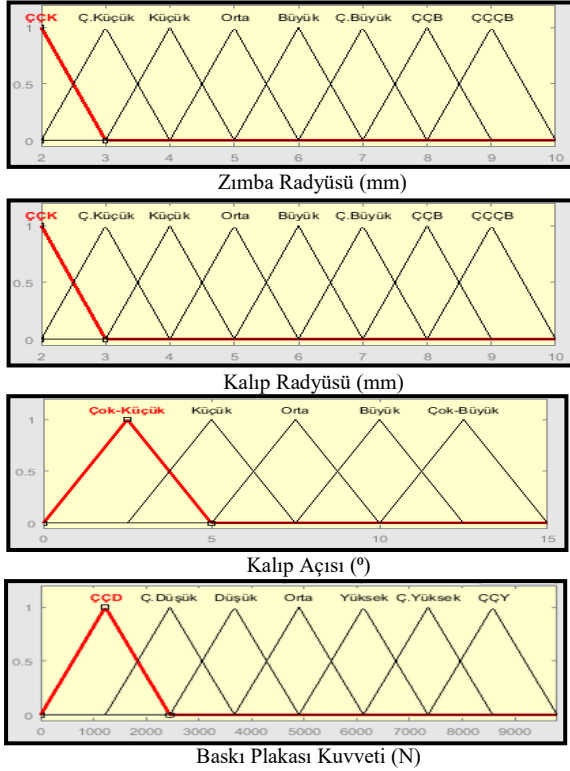 ÇÇK Ç.Küçük Küçük Orta Büyük Ç.Büyük ÇÇB ÇÇÇB
1
0.5
0
2 3 4 5 6 7 8 9 10
Zımba Radyüsü (mm)
ÇÇK Ç.Küçük Küçük Orta Büyük Ç.Büyük ÇÇB ÇÇÇB
1
0.5
0
2 3 4 5 6 7 8 9 10
Kalıp Radyüsü (mm)
Çok-Küçük Küçük Orta Büyük Çok-Büyük
1
0.5
0
0 5 10 15
Kalıp Açısı (⁰)
ÇÇD Ç.Düşük Düşük Orta Yüksek Ç.Yüksek ÇÇY
1
0.5
0
0 1000 2000 3000 4000 5000 6000 7000 8000 9000
Baskı Plakası Kuvveti (N)